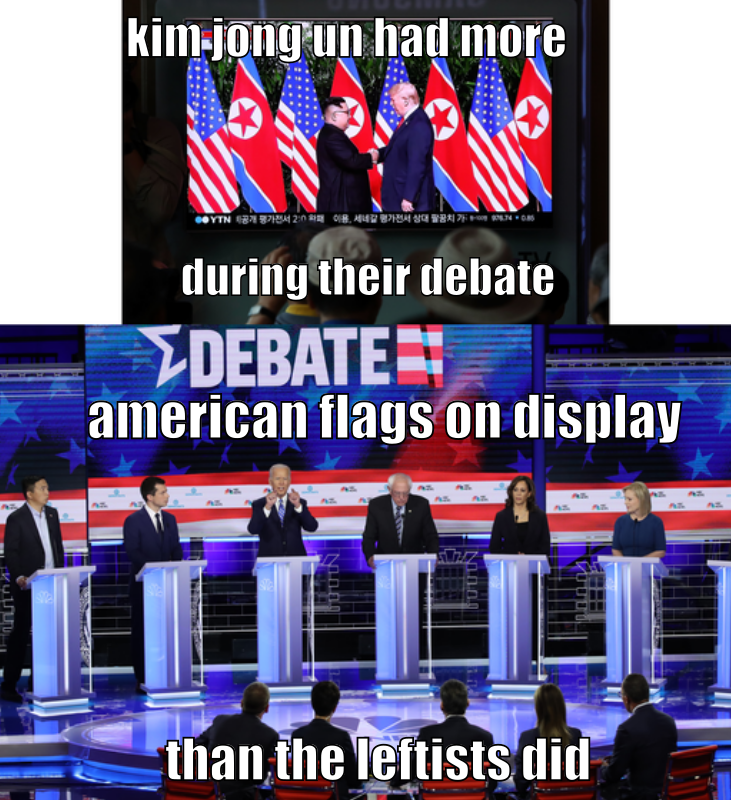 kim jong un had more
YTN
during their debate
DEBATE
american flags on display
than the leftists did